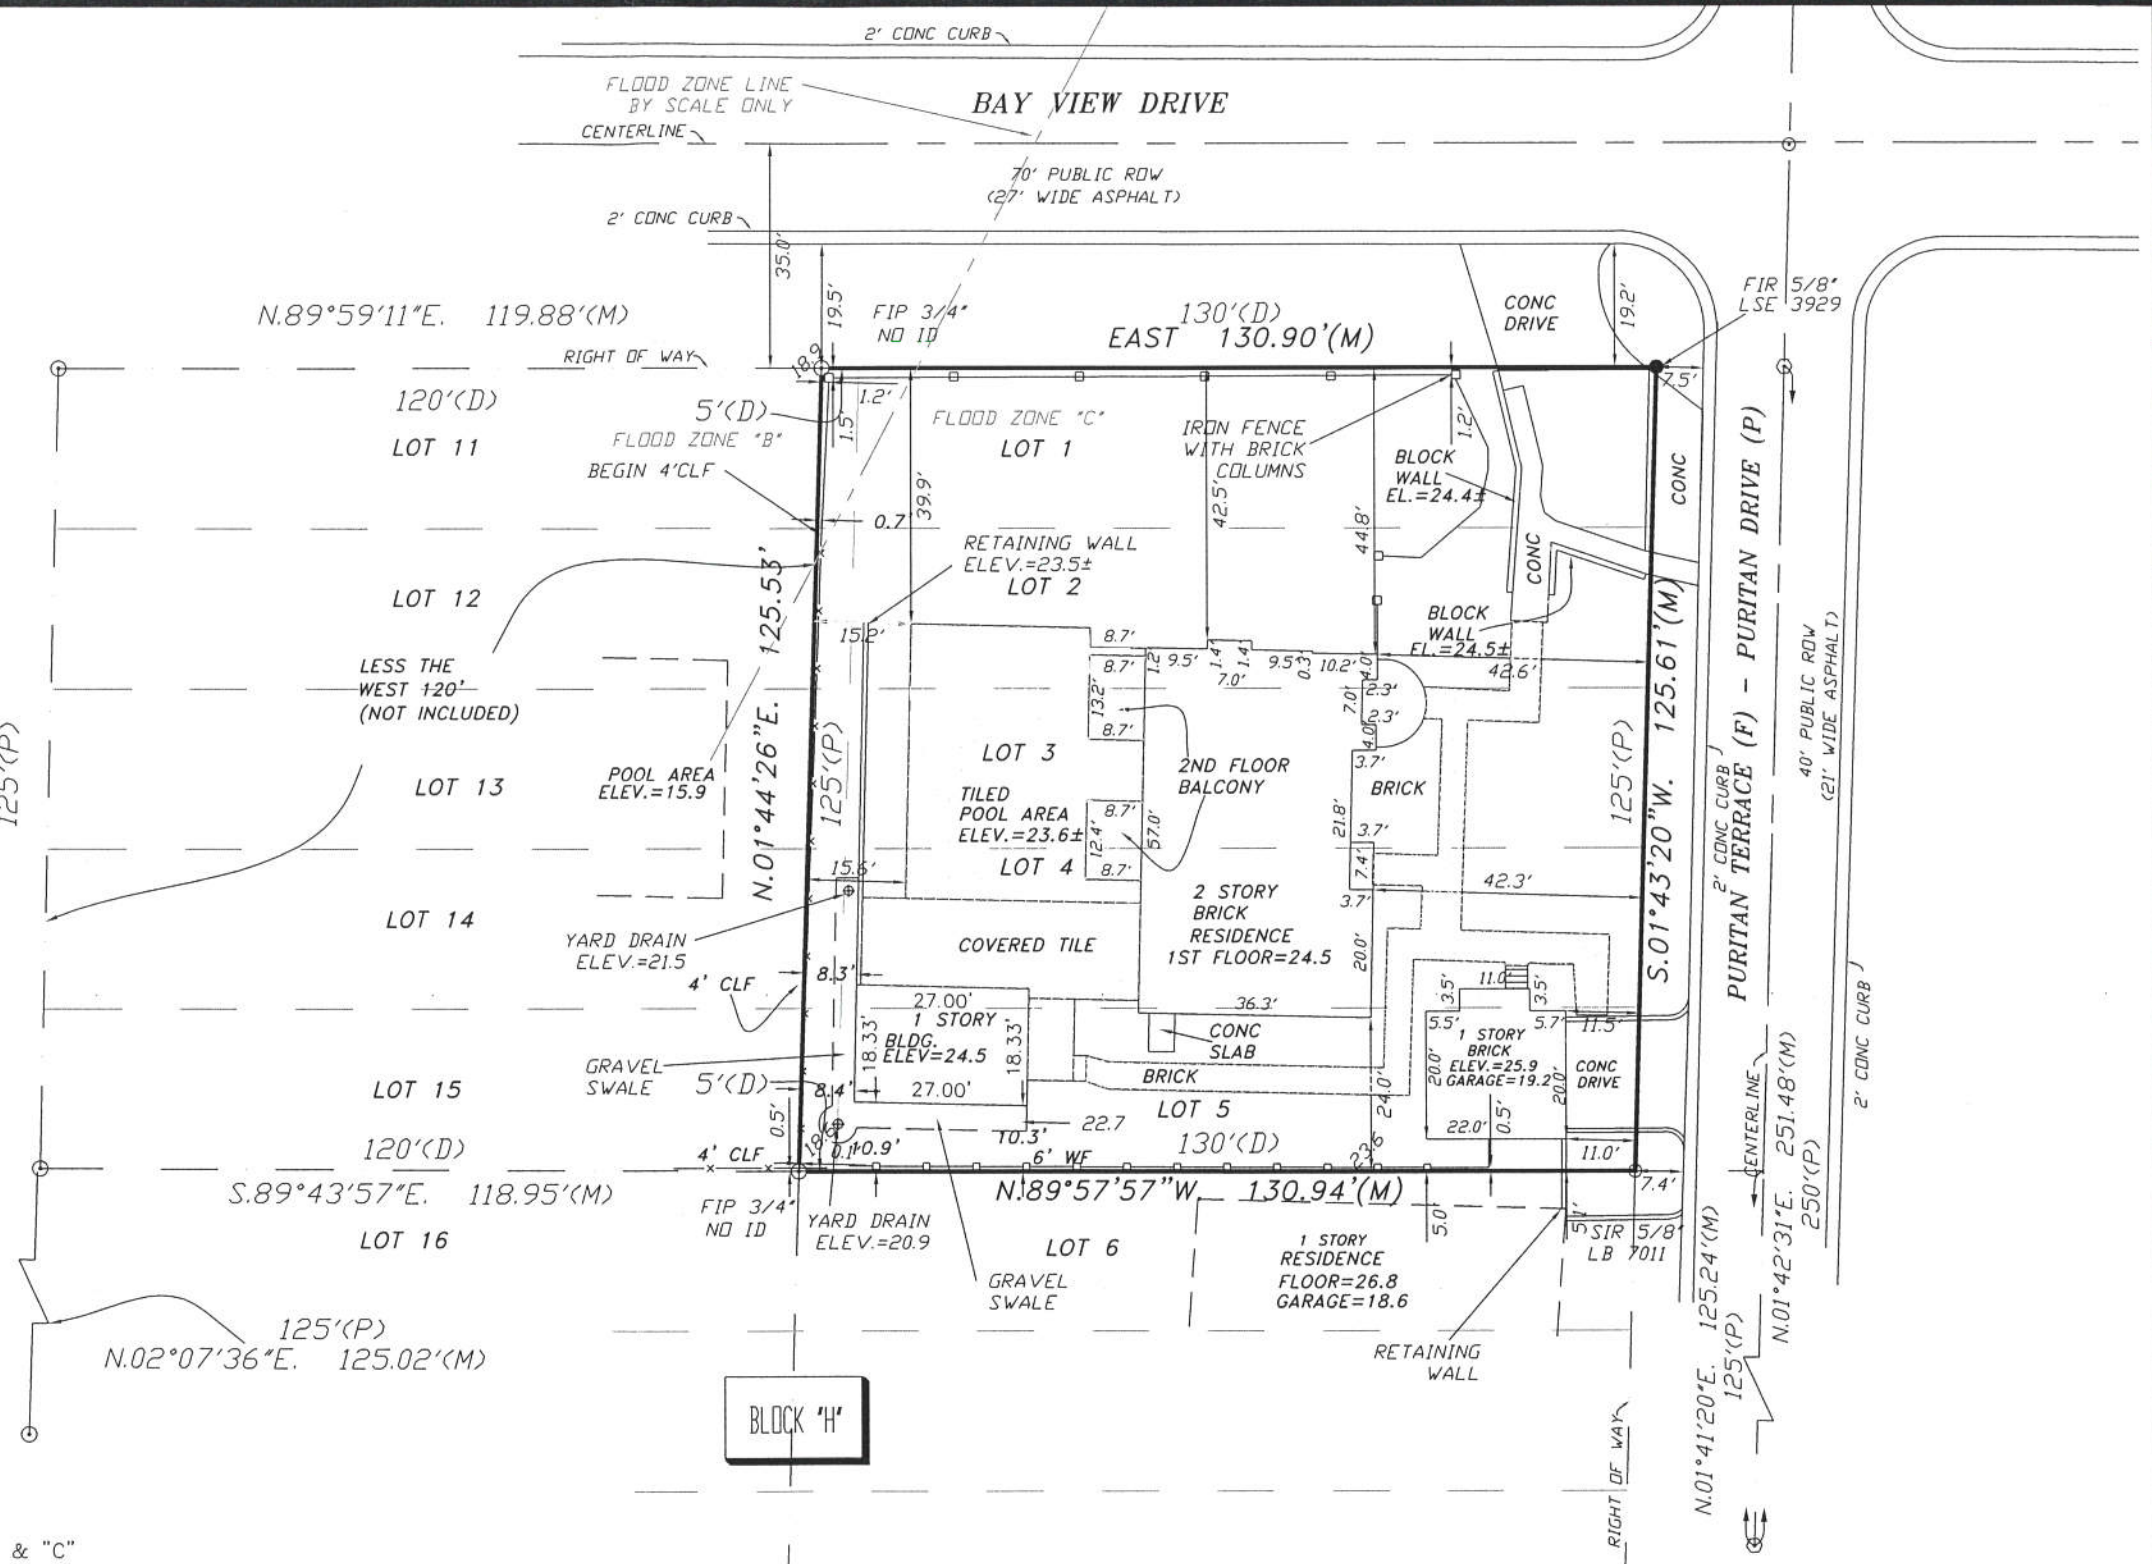 2' CONC CURB
FLOOD ZONE LINE
BY SCALE ONLY
BAY VIEW DRIVE
CENTERLINE
70' PUBLIC ROW
(27' WIDE ASPHALT)
2' CONC CURB
35.0'
19.5'
FIP 3/4"
NO ID
130'(D)
EAST 130.90'(M)
CONC
DRIVE
19.2'
FIR 5/8"
LSE 3929
N.89°59'11"E. 119.88'(M)
RIGHT OF WAY
18.9
7.5'
120'(D)
LOT 11
5'(D)
1.2'
1.5'
FLOOD ZONE "B"
BEGIN 4'CLF
FLOOD ZONE "C"
LOT 1
IRON FENCE
WITH BRICK
COLUMNS
1.2'
BLOCK
WALL
EL.=24.4±
CONC
39.9'
42.5'
44.8'
0.7'
RETAINING WALL
ELEV.=23.5±
LOT 2
CONC
LOT 12
N.01°44'26"E. 125.53'
15.2'
BLOCK
WALL
EL.=24.5±
42.6'
LESS THE
WEST 120'
(NOT INCLUDED)
8.7'
8.7'
1.2'
9.5'
1.4'
1.4'
7.0'
9.5'
0.3'
10.2'
4.0'
2.3'
7.0'
2.3'
4.0'
13.2'
8.7'
S.01°43'20"W. 125.61'(M)
125'(P)
PURITAN TERRACE (F) - PURITAN DRIVE (P)
2' CONC CURB
40' PUBLIC ROW
(21' WIDE ASPHALT)
125'(P)
LOT 13
POOL AREA
ELEV.=15.9
125'(P)
LOT 3
TILED
POOL AREA
ELEV.=23.6±
LOT 4
2ND FLOOR
BALCONY
8.7'
12.4'
8.7'
57.0'
3.7'
BRICK
21.8'
3.7'
7.4'
3.7'
15.6'
42.3'
LOT 14
2 STORY
BRICK
RESIDENCE
1ST FLOOR=24.5
20.0'
YARD DRAIN
ELEV.=21.5
COVERED TILE
4' CLF
8.3'
27.00'
1 STORY
BLDG.
ELEV=24.5
18.33'
18.33'
27.00'
36.3'
CONC
SLAB
11.0'
3.5'
3.5'
5.5'
5.7'
11.5'
1 STORY
BRICK
ELEV.=25.9
GARAGE=19.2
20.0'
20.0'
CONC
DRIVE
2' CONC CURB
GRAVEL
SWALE
LOT 15
5'(D)
8.4'
0.5'
BRICK
LOT 5
24.0'
22.0'
0.5'
22.7
CENTERLINE
120'(D)
4' CLF
0.1'
10.9'
10.3'
6' WF
130'(D)
23.6
11.0'
7.4'
S.89°43'57"E. 118.95'(M)
N.89°57'57"W. 130.94'(M)
FIP 3/4"
NO ID
YARD DRAIN
ELEV.=20.9
LOT 16
LOT 6
1 STORY
RESIDENCE
FLOOR=26.8
GARAGE=18.6
5.0'
5.1'
SIR 5/8"
LB 7011
GRAVEL
SWALE
N.01°42'31"E. 251.48'(M)
250'(P)
125'(P)
N.02°07'36"E. 125.02'(M)
RETAINING
WALL
N.01°41'20"E. 125.24'(M)
125'(P)
BLOCK "H"
RIGHT OF WAY
& "C"